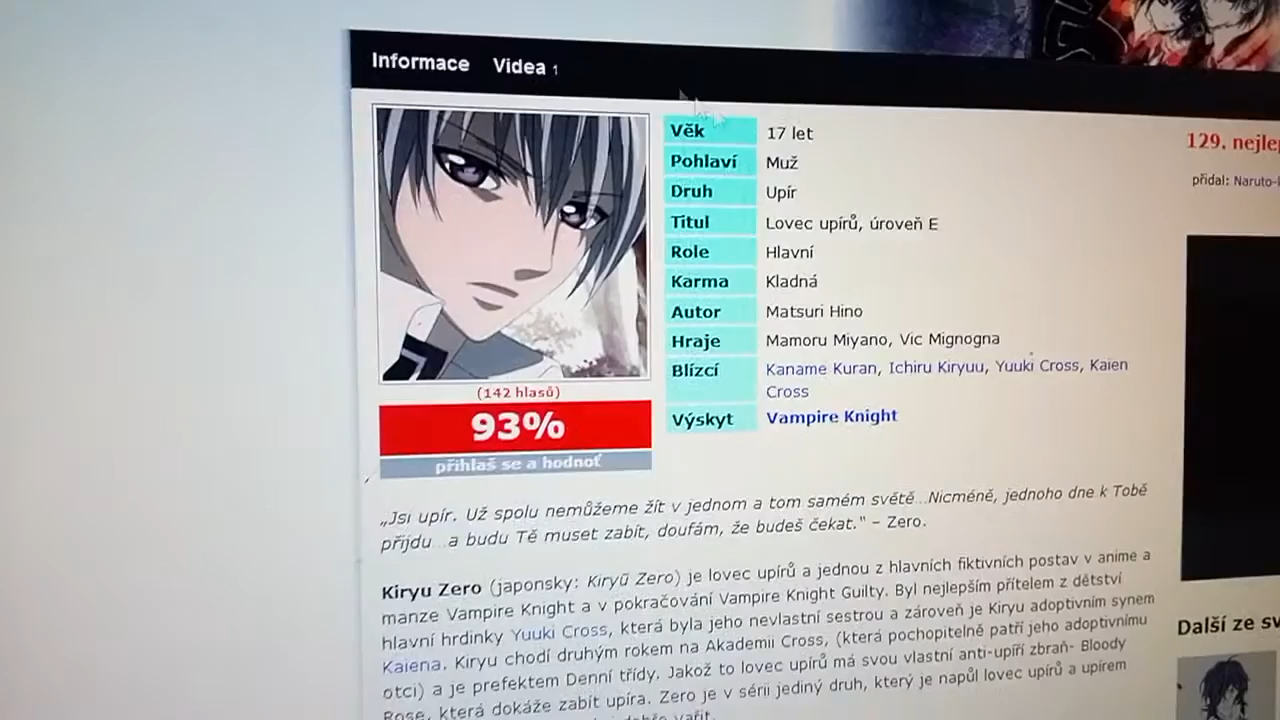 Informace Videa 1
Věk 17 let
Pohlaví Muž
Druh Upír
Titul Lovec upírů, úroveň E
Role Hlavní
Karma Kladná
Autor Matsuri Hino
Hraje Mamoru Miyano, Vic Mignogna
Blízcí Kaname Kuran, Ichiru Kiryuu, Yuuki Cross, Kaien
Cross
Výskyt Vampire Knight
(142 hlasů)
93%
přihlaš se a hodnoť
129. nejle
přidal: Naruto-
„Jsi upír. Už spolu nemůžeme žít v jednom a tom samém světě...Nicméně, jednoho dne k Tobě
přijdu...a budu Tě muset zabít, doufám, že budeš čekat." – Zero.
Kiryu Zero (japonsky: Kiryū Zero) je lovec upírů a jednou z hlavních fiktivních postav v anime a
manze Vampire Knight a v pokračování Vampire Knight Guilty. Byl nejlepším přítelem z dětství
hlavní hrdinky Yuuki Cross, která byla jeho nevlastní sestrou a zároveň je Kiryu adoptivním synem
Kaiena. Kiryu chodí druhým rokem na Akademii Cross, (která pochopitelně patří jeho adoptivnímu
otci) a je prefektem Denní třídy. Jakož to lovec upírů má svou vlastní anti-upíří zbraň- Bloody
Rose, která dokáže zabít upíra. Zero je v sérii jediný druh, který je napůl lovec upírů a upírem
vařit.
Další ze sv